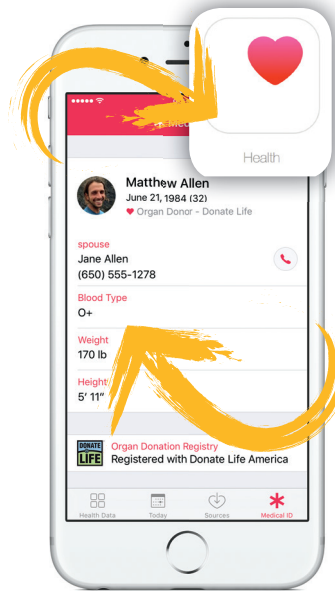 Health
Matthew Allen
June 21, 1984 (32)
Organ Donor - Donate Life
spouse
Jane Allen
(650) 555-1278
Blood Type
O+
Weight
170 lb
Height
5' 11"
DONATE
LIFE
Organ Donation Registry
Registered with Donate Life America
Health Data
Today
Sources
Medical ID